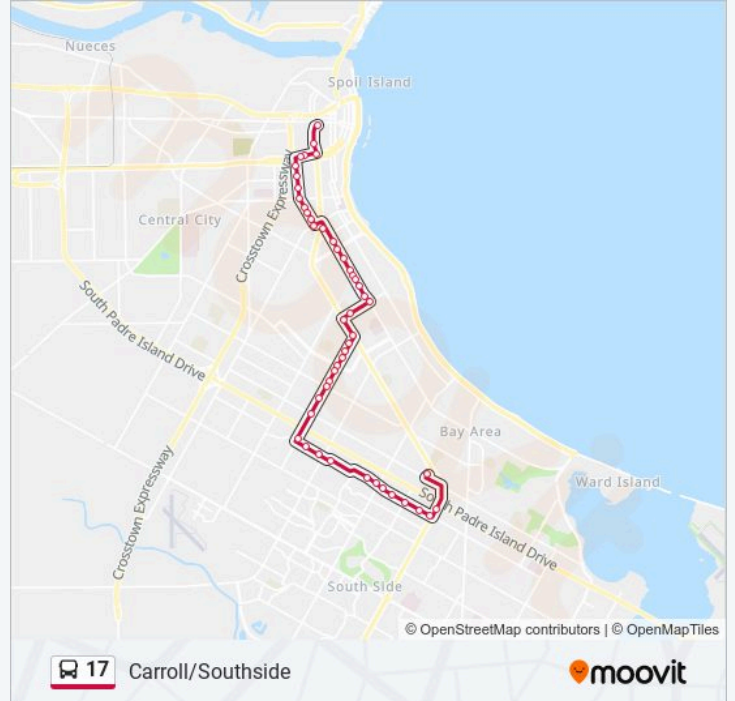 Nueces
Spoil Island
Crosstown Expressway
Central City
South Padre Island Drive
Bay Area
Ward Island
South Padre Island Drive
Crosstown Expressway
South Side
© OpenStreetMap contributors | © OpenMapTiles
17 Carroll/Southside
moovit